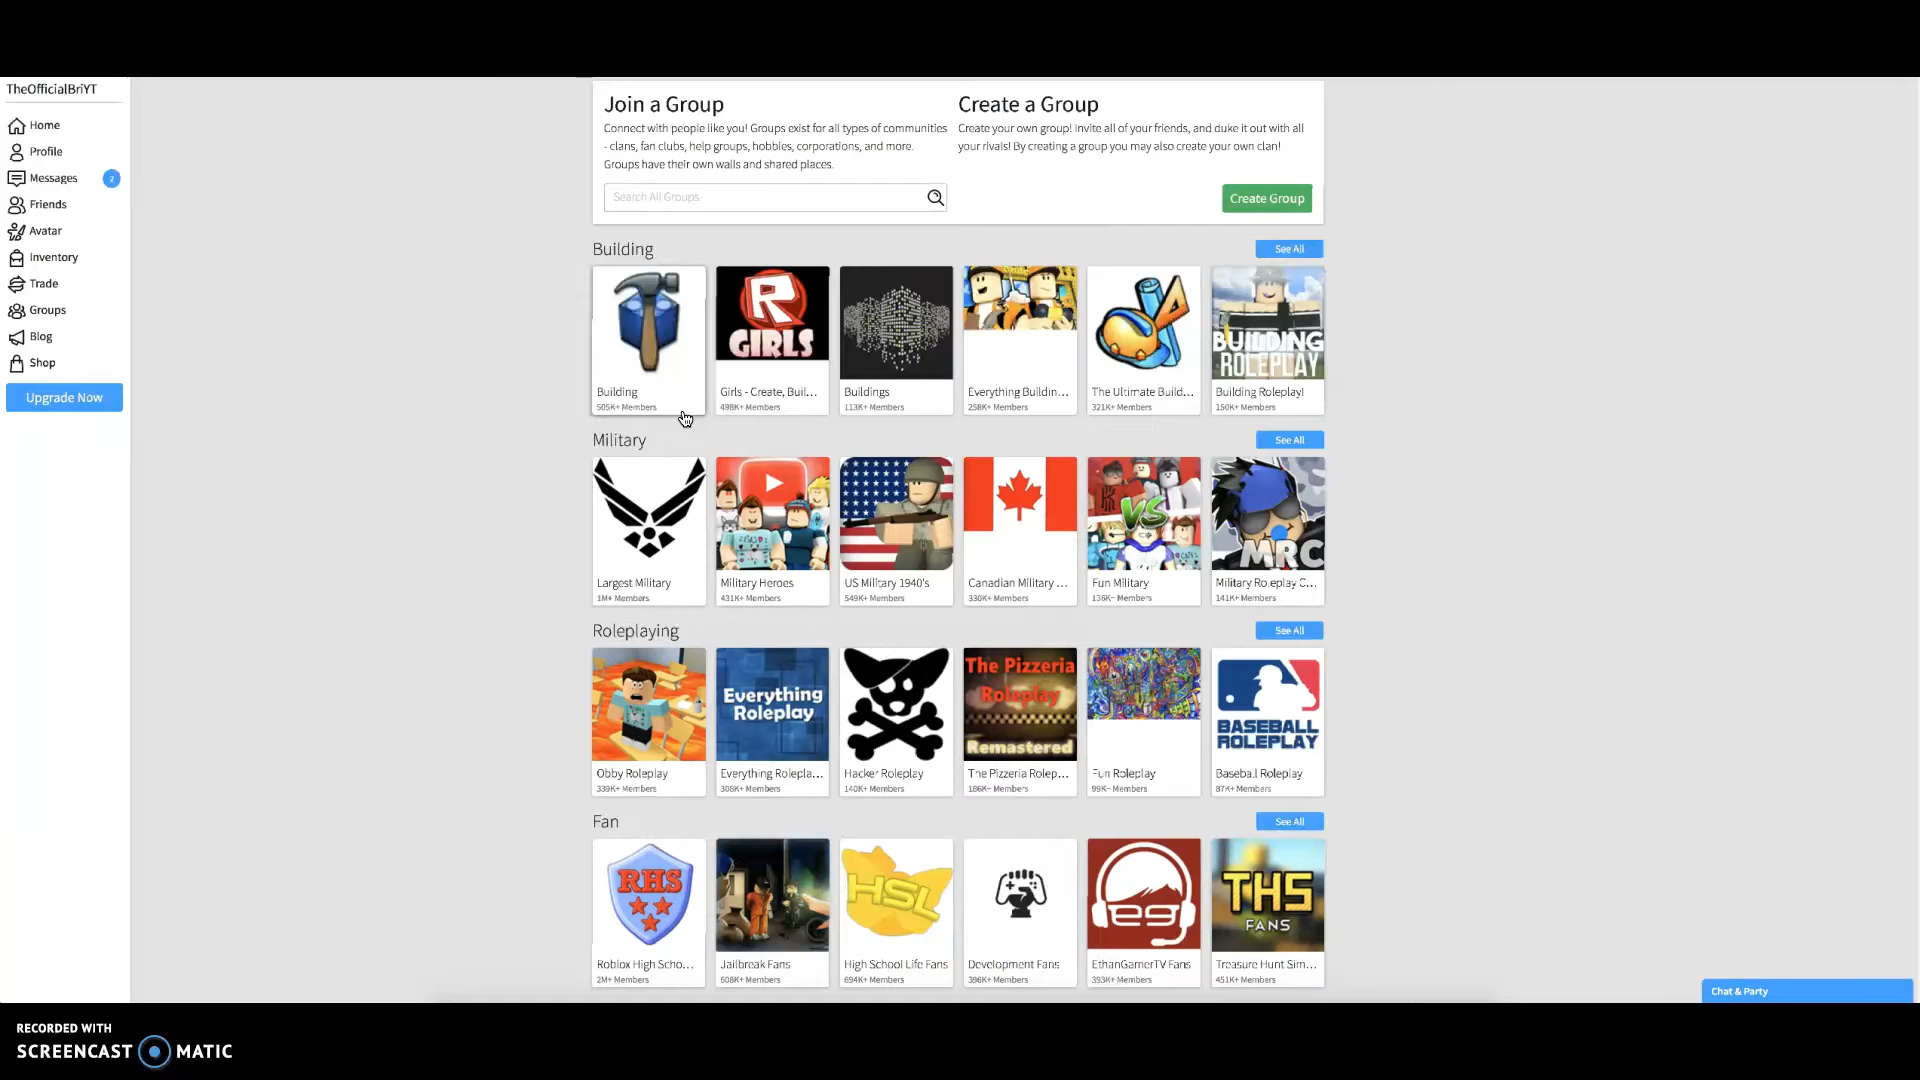 TheOfficialBriYT
Home
Profile
Messages
2
Friends
Avatar
Inventory
Trade
Groups
Blog
Shop
Upgrade Now
Join a Group
Connect with people like you! Groups exist for all types of communities
- clans, fan clubs, help groups, hobbies, corporations, and more.
Groups have their own walls and shared places.
Search All Groups
Create a Group
Create your own group! Invite all of your friends, and duke it out with all
your rivals! By creating a group you may also create your own clan!
Create Group
Building
See All
R
GIRLS
BUILDING
ROLEPLAY
Building
Girls - Create, Buil...
Buildings
Everything Buildin...
The Ultimate Build...
Building Roleplay!
505K+ Members
498K+ Members
113K+ Members
258K+ Members
321K+ Members
150K+ Members
Military
See All
VS
MRC
Largest Military
Military Heroes
US Military 1940's
Canadian Military ...
Fun Military
Military Roleplay C...
1M+ Members
431K+ Members
549K+ Members
330K+ Members
136K+ Members
141K+ Members
Roleplaying
See All
Everything
Roleplay
The Pizzeria
Roleplay
Remastered
BASEBALL
ROLEPLAY
Obby Roleplay
Everything Rolepla...
Hacker Roleplay
The Pizzeria Rolep...
Fun Roleplay
Baseball Roleplay
339K+ Members
306K+ Members
140K+ Members
186K+ Members
99K+ Members
87K+ Members
Fan
See All
RHS
HSL
eg
THS
FANS
Roblox High Scho...
Jailbreak Fans
High School Life Fans
Development Fans
EthanGamerTV Fans
Treasure Hunt Sim...
2M+ Members
608K+ Members
694K+ Members
396K+ Members
393K+ Members
451K+ Members
Chat & Party
RECORDED WITH
SCREENCAST MATIC